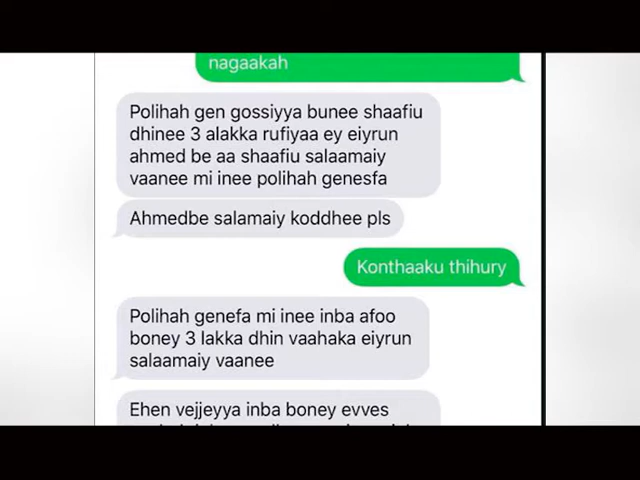 nagaakah
Polihah gen gossiyya bunee shaafiu
dhinee 3 alakka rufiyaa ey eiyrun
ahmed be aa shaafiu salaamaiy
vaanee mi inee polihah genesfa
Ahmedbe salamaiy koddhee pls
Konthaaku thihury
Polihah genefa mi inee inba afoo
boney 3 lakka dhin vaahaka eiyrun
salaamaiy vaanee
Ehen vejjeyya inba boney evves